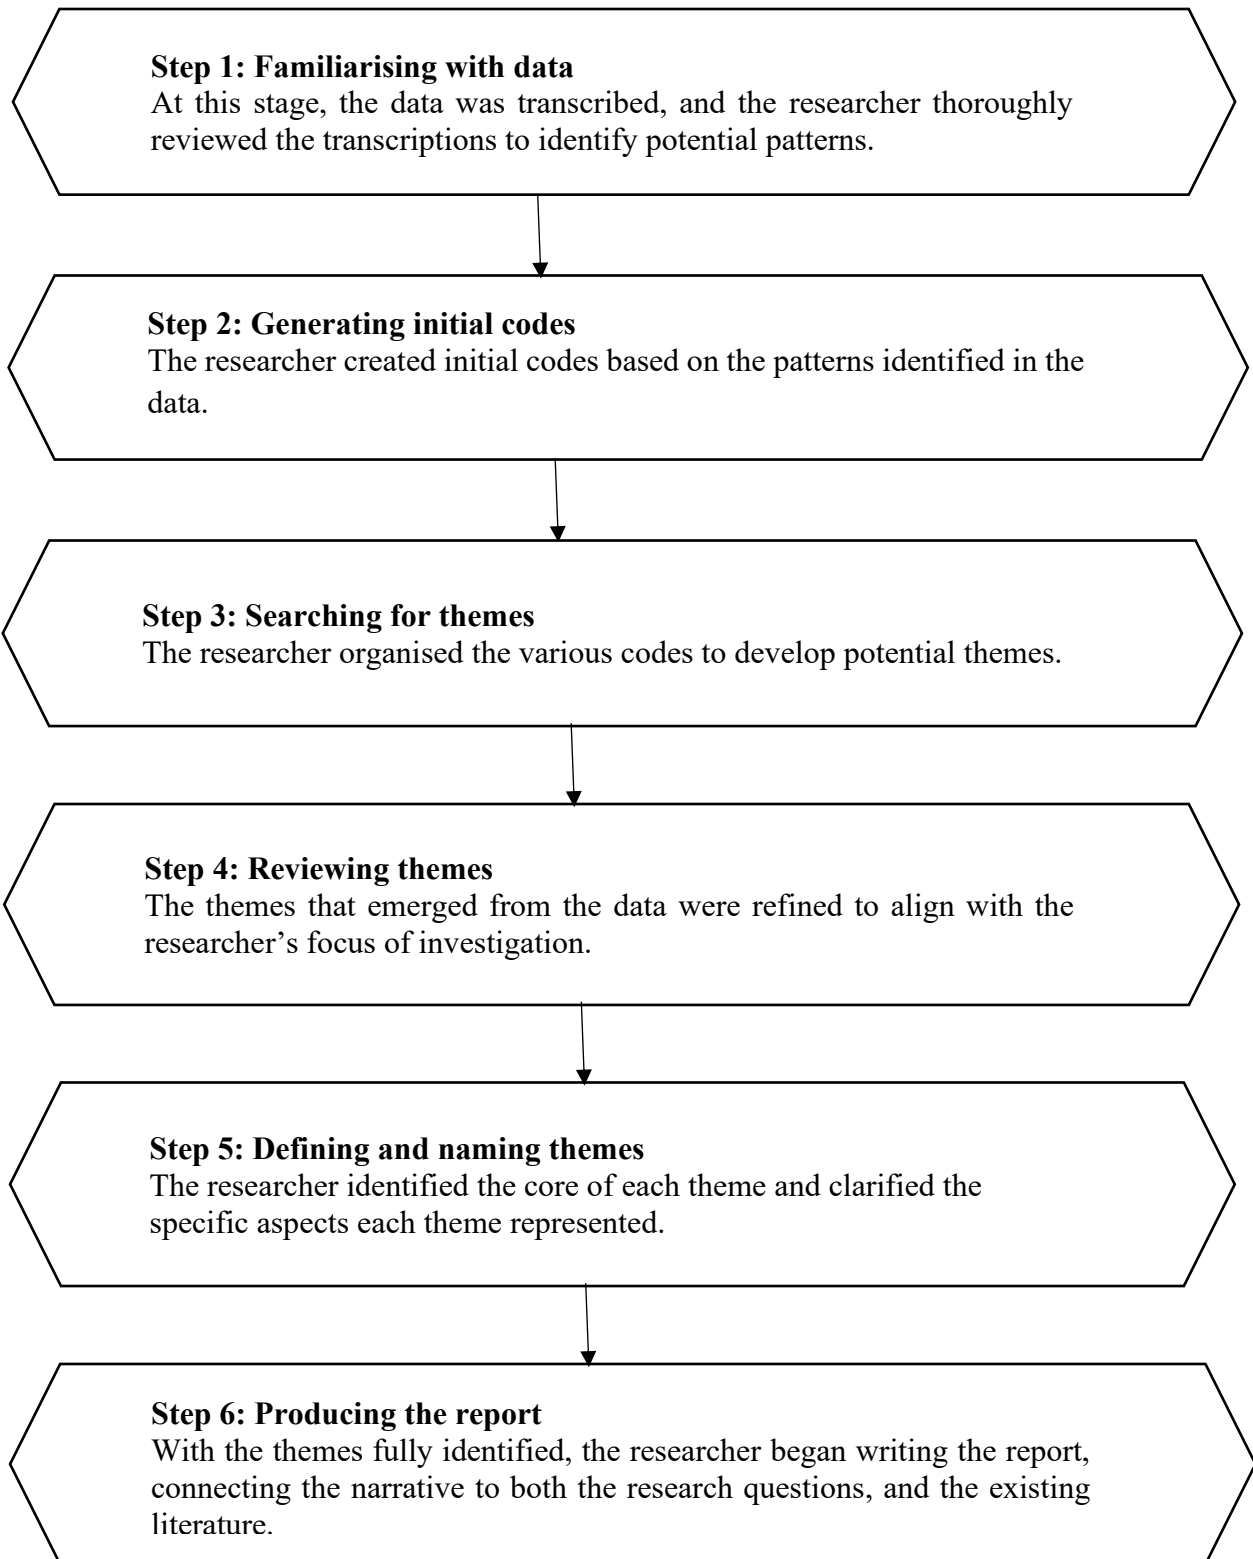 Step 1: Familiarising with data
At this stage, the data was transcribed, and the researcher thoroughly
reviewed the transcriptions to identify potential patterns.
Step 2: Generating initial codes
The researcher created initial codes based on the patterns identified in the
data.
Step 3: Searching for themes
The researcher organised the various codes to develop potential themes.
Step 4: Reviewing themes
The themes that emerged from the data were refined to align with the
researcher’s focus of investigation.
Step 5: Defining and naming themes
The researcher identified the core of each theme and clarified the
specific aspects each theme represented.
Step 6: Producing the report
With the themes fully identified, the researcher began writing the report,
connecting the narrative to both the research questions, and the existing
literature.